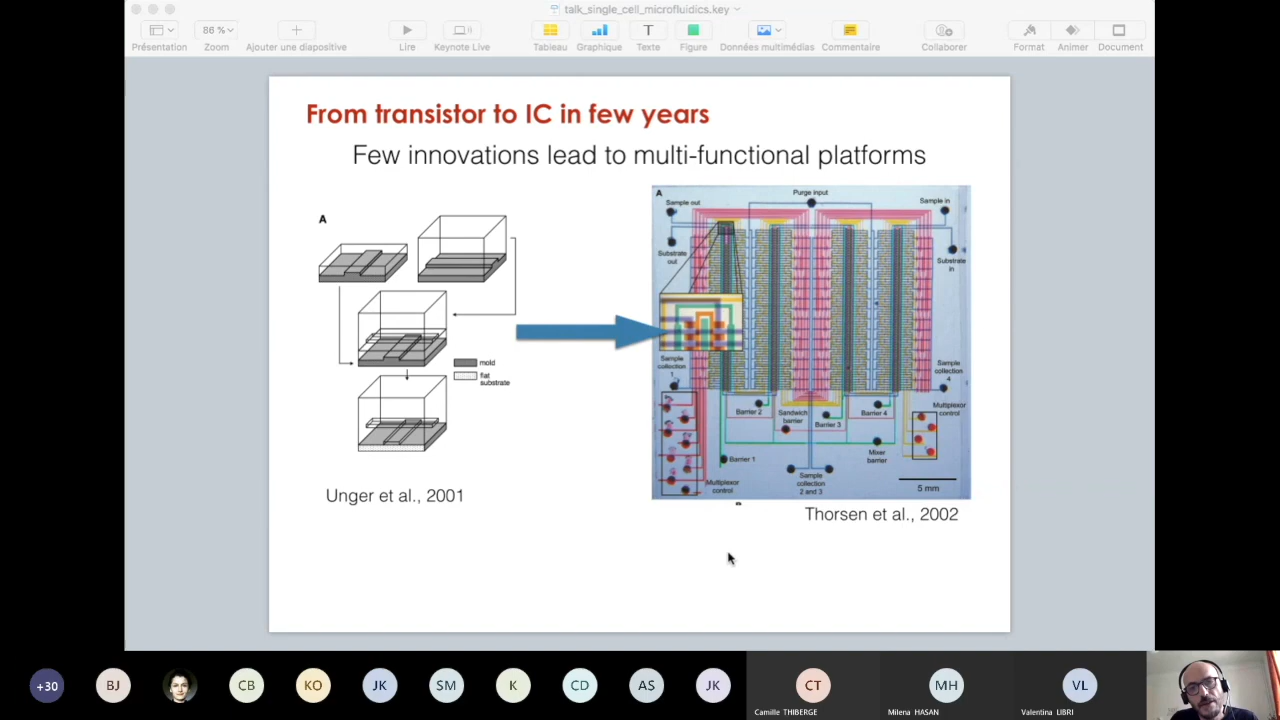 talk_single_cell_microfluidics.key
86 %
Présentation
Zoom
Ajouter une diapositive
Lire
Keynote Live
Tableau
Graphique
Texte
Figure
Données multimédias
Commentaire
Collaborer
Format
Animer
Document
From transistor to IC in few years
Few innovations lead to multi-functional platforms
A
mold
flat
substrate
Unger et al., 2001
A
Purge input
Sample out
Sample in
Substrate
out
Substrate
in
Sample
collection
1
Sample
collection
4
Barrier 2
Sandwich
barrier
Barrier 3
Barrier 4
Multiplexor
control
Mixer
barrier
Barrier 1
Multiplexor
control
Sample
collection
2 and 3
5 mm
Thorsen et al., 2002
+30
BJ
CB
KO
JK
SM
K
CD
AS
JK
CT
MH
VL
Camille THIBERGE
Milena HASAN
Valentina LIBRI